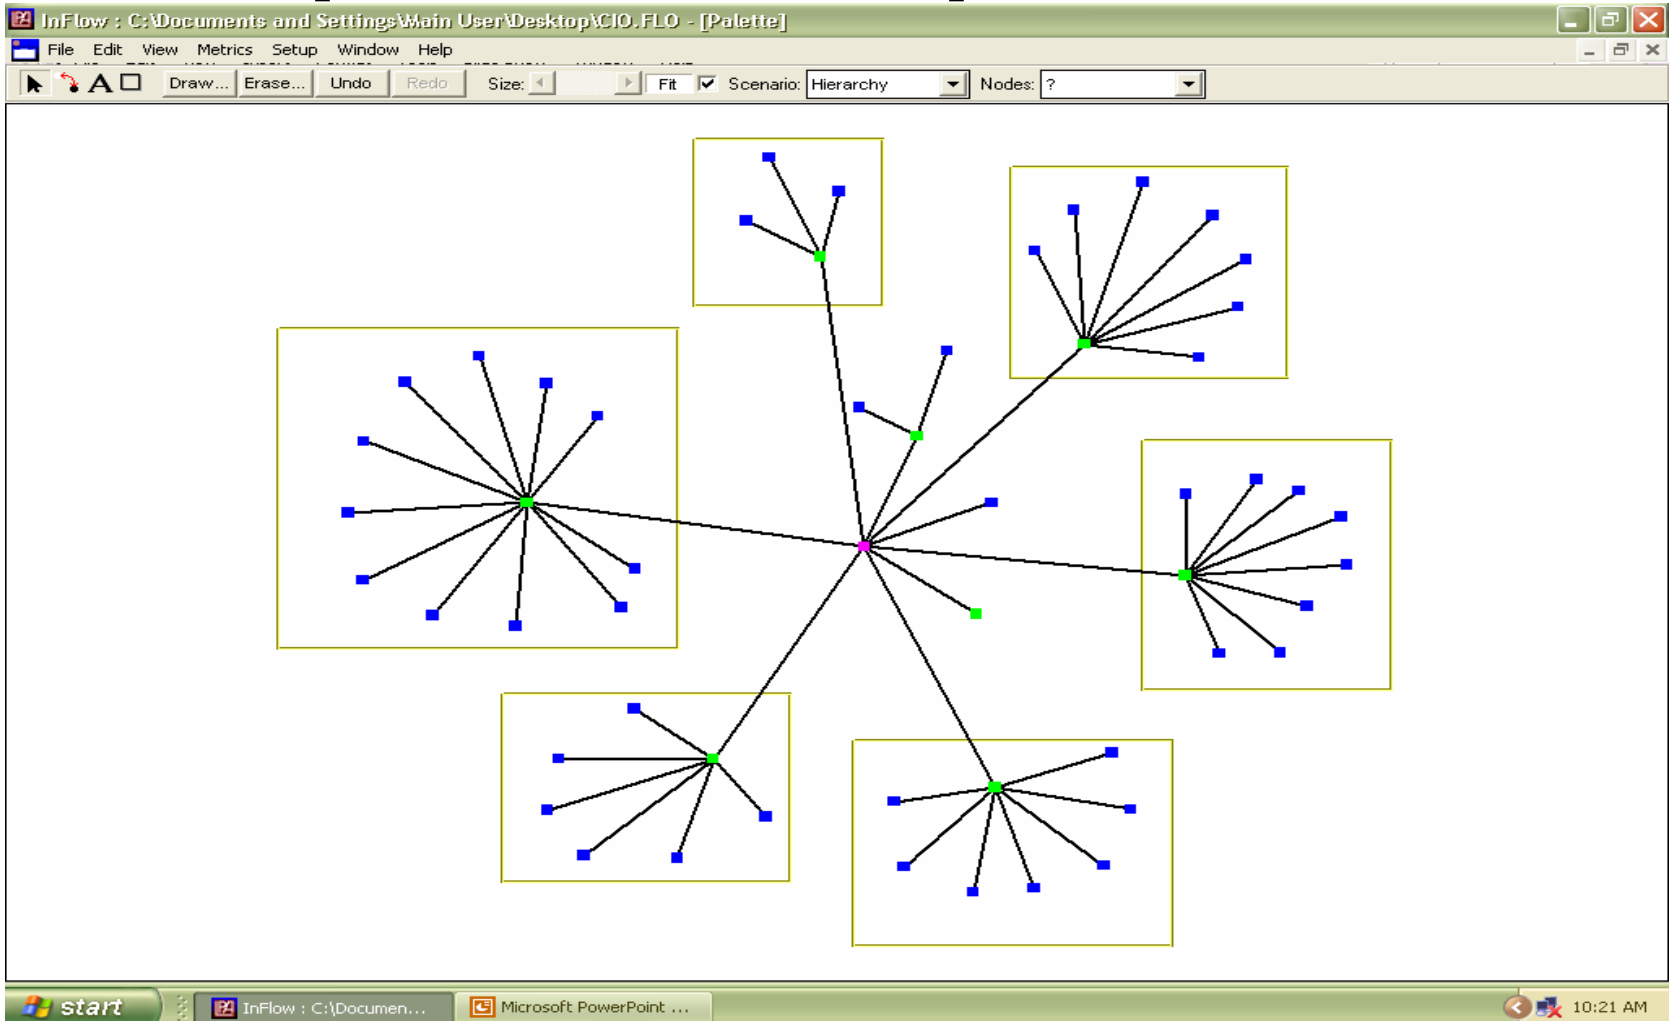 InFlow : C:\Documents and Settings\Main User\Desktop\CIO.FLO - [Palette]
File Edit View Metrics Setup Window Help
A Draw... Erase... Undo Redo Size: Fit Scenario: Hierarchy Nodes: ?
start InFlow : C:\Documen... Microsoft PowerPoint ... 10:21 AM